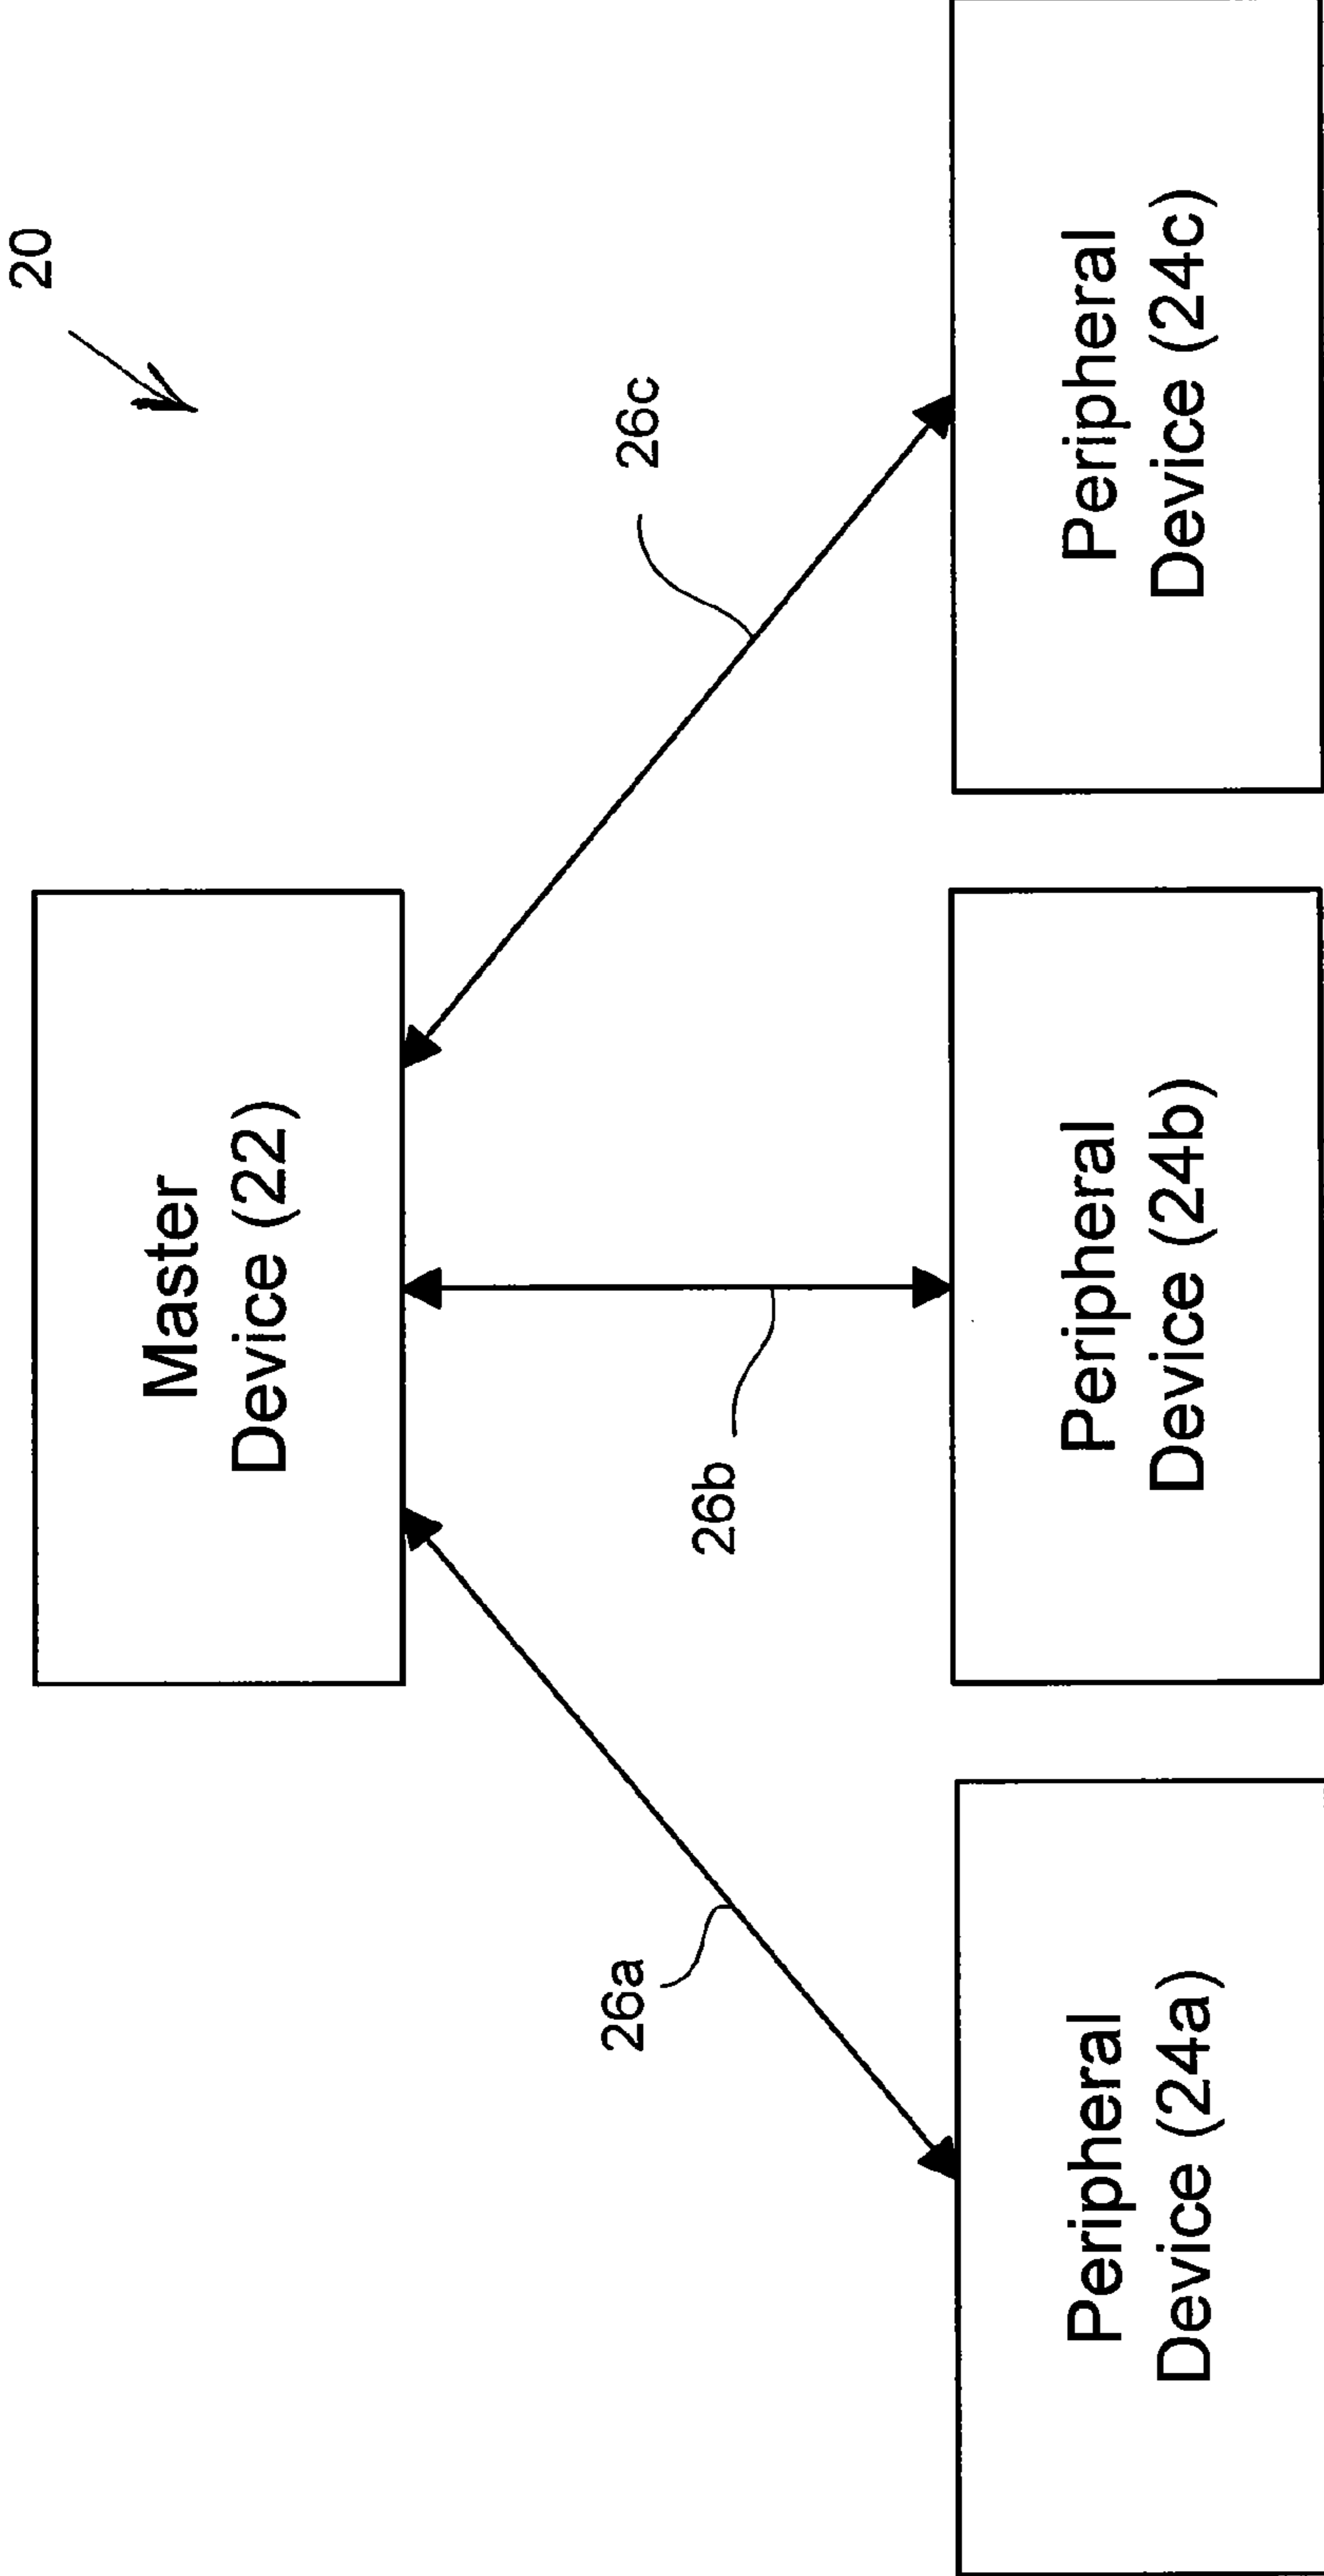 20
Master
Device (22)
26a
26b
26c
Peripheral
Device (24a)
Peripheral
Device (24b)
Peripheral
Device (24c)